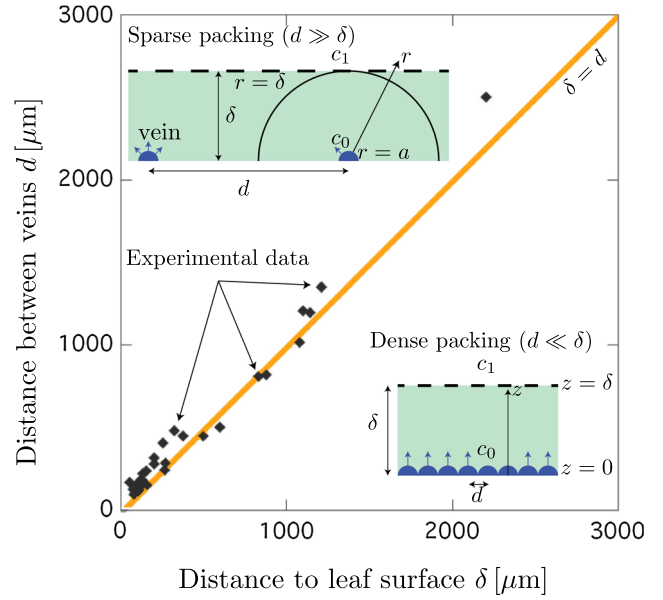 3000
Sparse packing (d ≫ δ)
c₁
r
r = δ
δ
vein
c₀
r = a
d
δ = d
2000
Distance between veins d [μm]
Experimental data
1000
Dense packing (d ≪ δ)
c₁
z
z = δ
δ
c₀
z = 0
d
0
0
1000
2000
3000
Distance to leaf surface δ [μm]